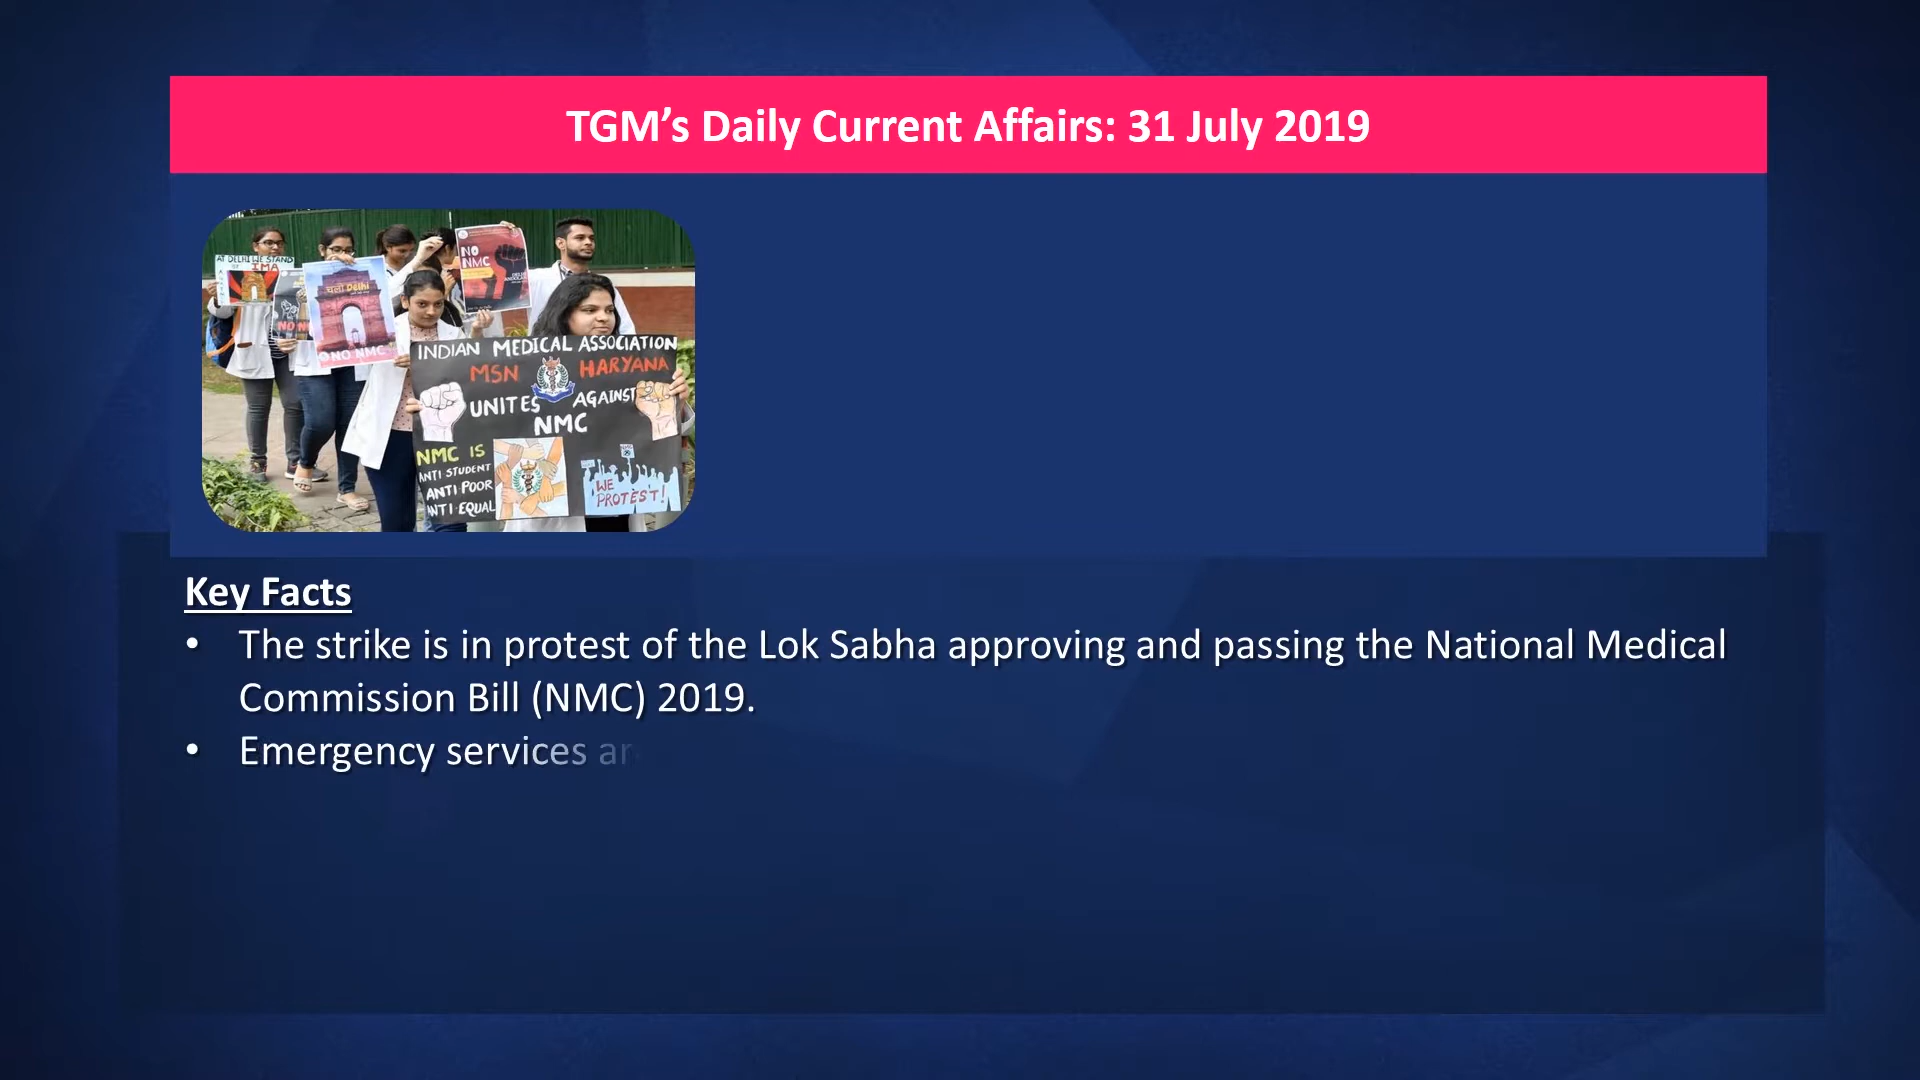 TGM’s Daily Current Affairs: 31 July 2019
AT DELHI WE STAND
IMA
चलो Delhi
NO NMC
NO
NMC
INDIAN MEDICAL ASSOCIATION
MSN HARYANA
UNITES AGAINST
NMC
NMC IS
ANTI STUDENT
ANTI POOR
ANTI EQUAL
WE
PROTEST!
Key Facts
• The strike is in protest of the Lok Sabha approving and passing the National Medical
Commission Bill (NMC) 2019.
• Emergency services